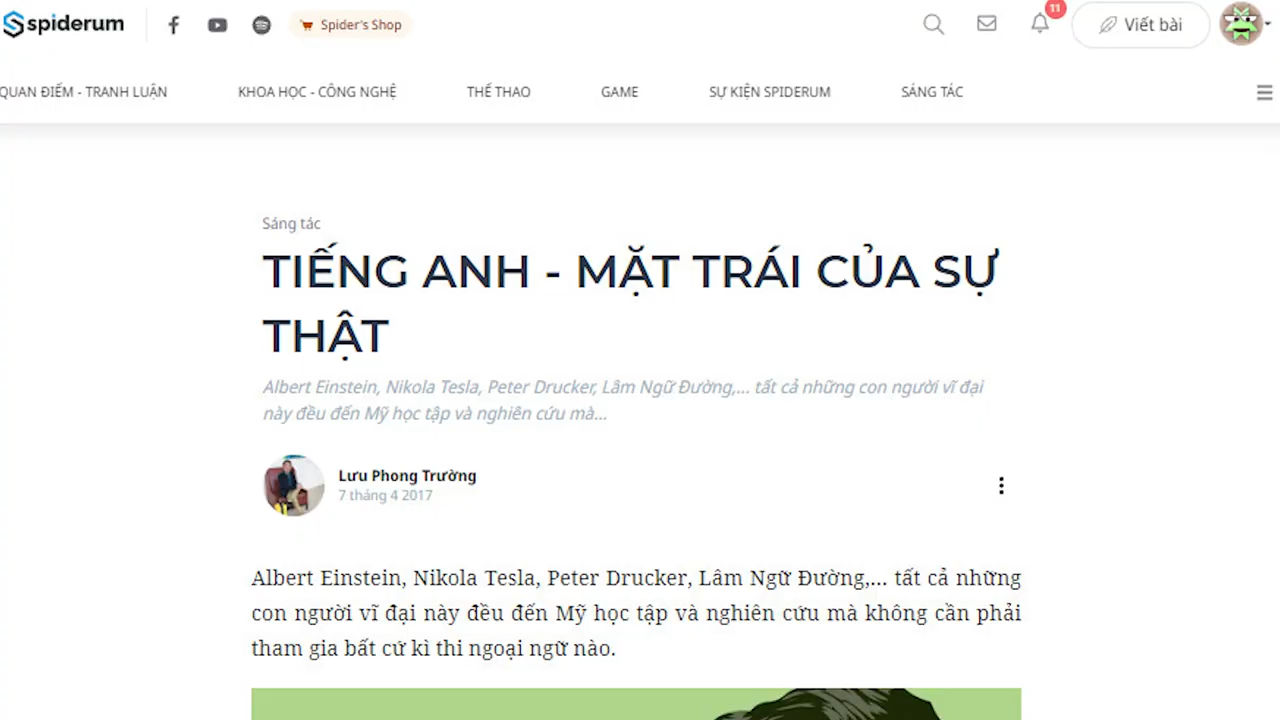 spiderum
Spider's Shop
11
Viết bài
QUAN ĐIỂM - TRANH LUẬN
KHOA HỌC - CÔNG NGHỆ
THỂ THAO
GAME
SỰ KIỆN SPIDERUM
SÁNG TÁC
Sáng tác
TIẾNG ANH - MẶT TRÁI CỦA SỰ
THẬT
Albert Einstein, Nikola Tesla, Peter Drucker, Lâm Ngữ Đường,... tất cả những con người vĩ đại
này đều đến Mỹ học tập và nghiên cứu mà...
Lưu Phong Trường
7 tháng 4 2017
Albert Einstein, Nikola Tesla, Peter Drucker, Lâm Ngữ Đường,... tất cả những
con người vĩ đại này đều đến Mỹ học tập và nghiên cứu mà không cần phải
tham gia bất cứ kì thi ngoại ngữ nào.